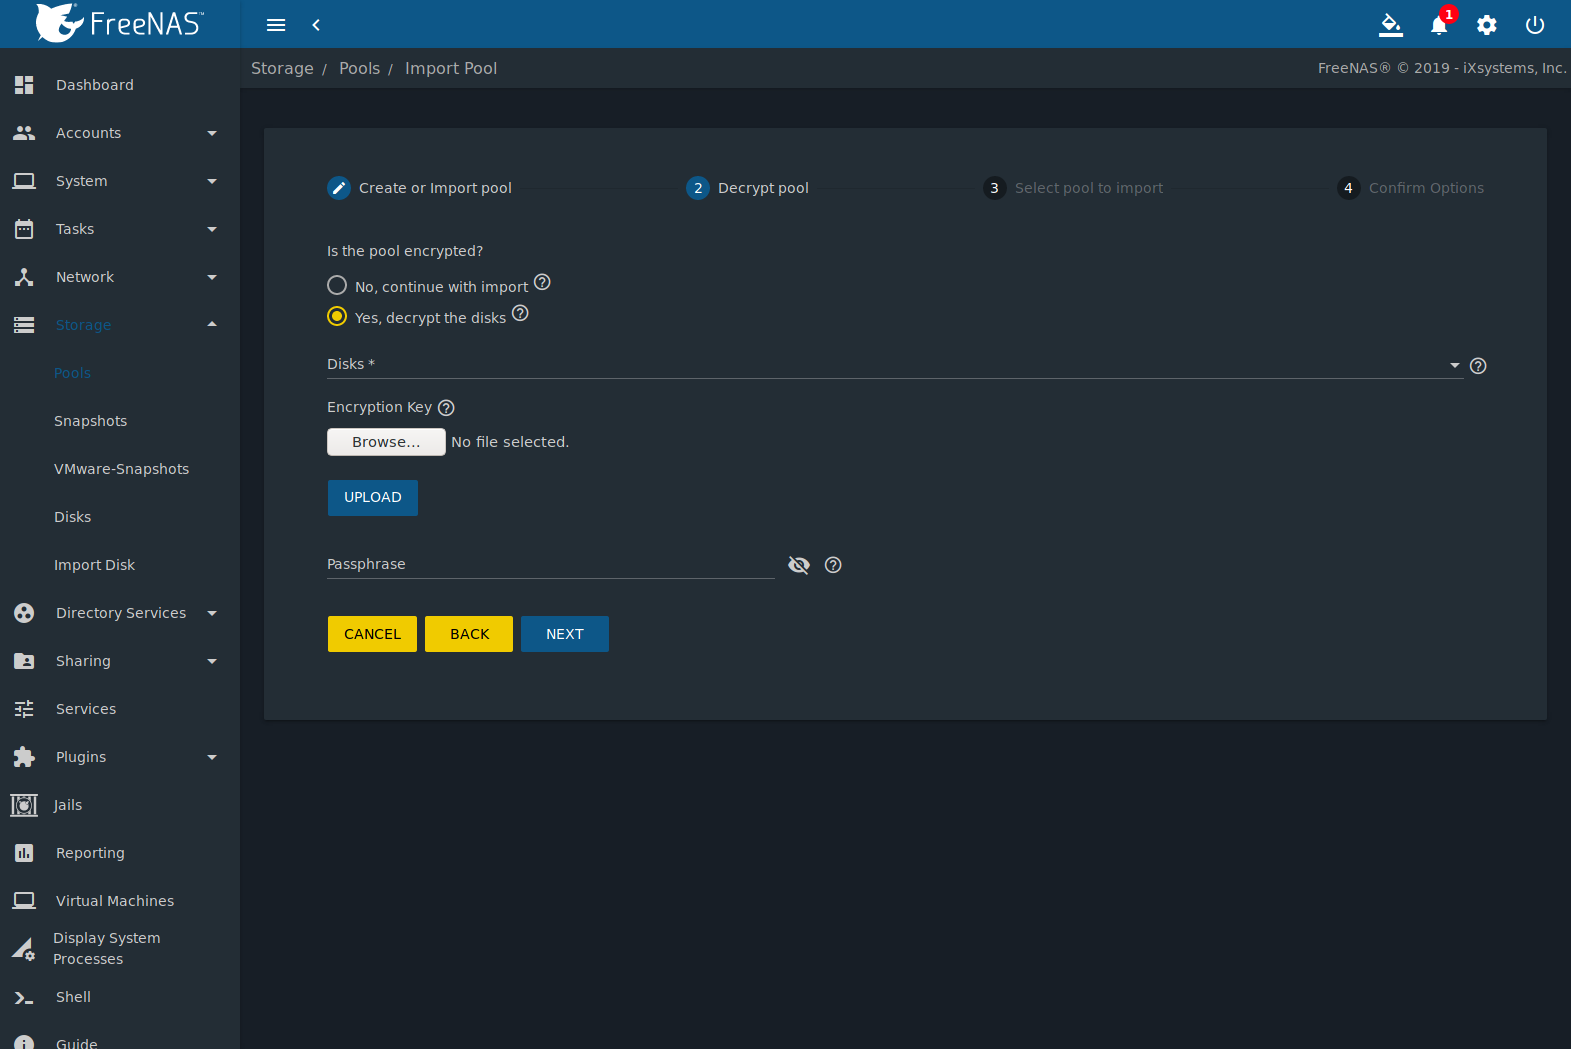 FreeNAS™
1
Storage / Pools / Import Pool
FreeNAS® © 2019 - iXsystems, Inc.
Dashboard
Accounts
System
Tasks
Network
Storage
Pools
Snapshots
VMware-Snapshots
Disks
Import Disk
Directory Services
Sharing
Services
Plugins
Jails
Reporting
Virtual Machines
Display System
Processes
Shell
Guide
Create or Import pool
2 Decrypt pool
3 Select pool to import
4 Confirm Options
Is the pool encrypted?
No, continue with import
Yes, decrypt the disks
Disks *
Encryption Key
Browse... No file selected.
UPLOAD
Passphrase
CANCEL BACK NEXT